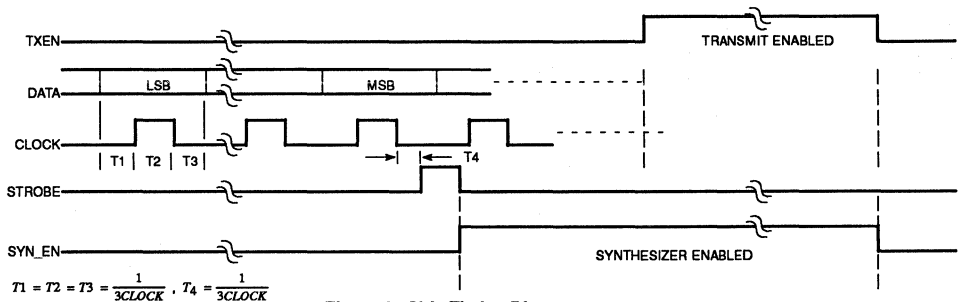 TXEN
TRANSMIT ENABLED
DATA
LSB
MSB
CLOCK
T1
T2
T3
T4
STROBE
SYN_EN
SYNTHESIZER ENABLED
T1 = T2 = T3 = 1/3CLOCK , T4 = 1/3CLOCK